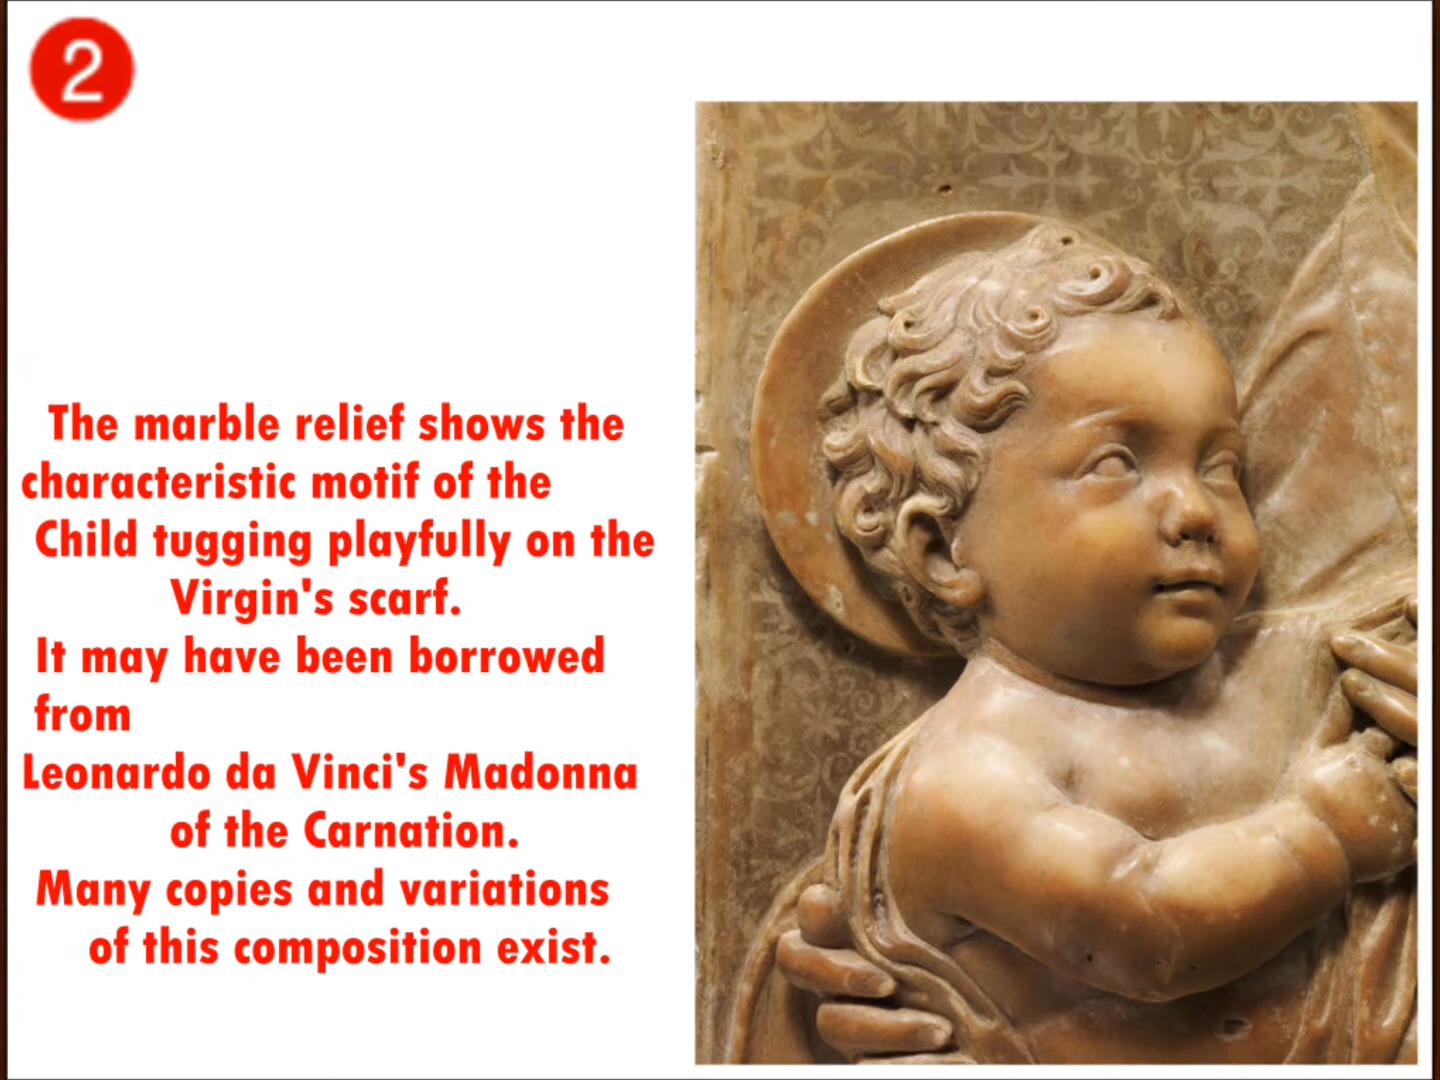 2
The marble relief shows the
characteristic motif of the
Child tugging playfully on the
Virgin's scarf.
It may have been borrowed
from
Leonardo da Vinci's Madonna
of the Carnation.
Many copies and variations
of this composition exist.